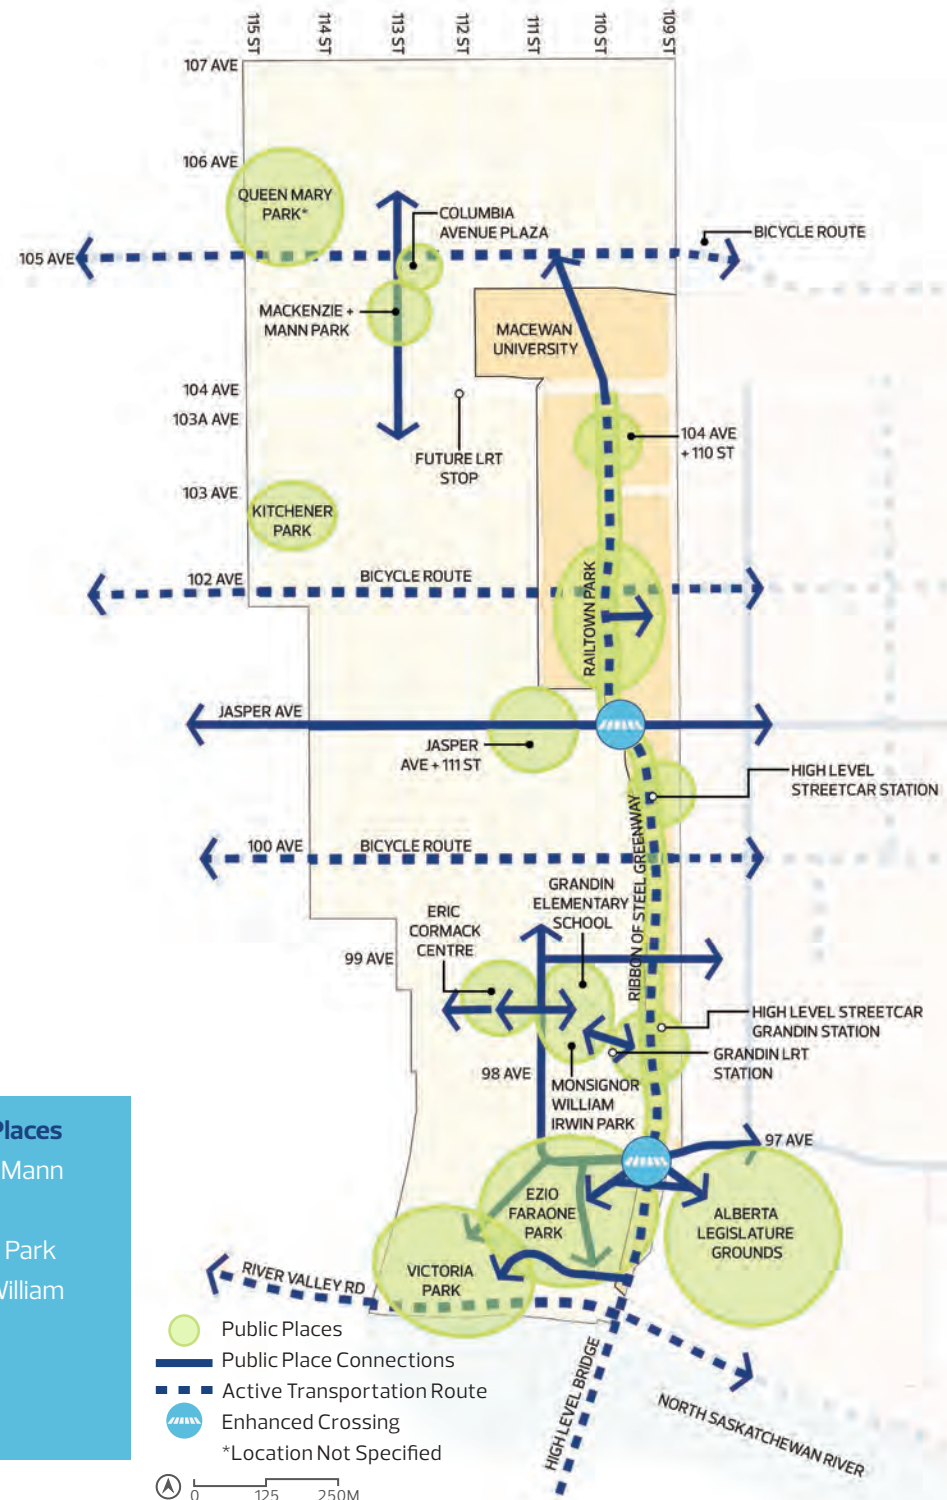 115 ST
114 ST
113 ST
112 ST
111 ST
110 ST
109 ST
107 AVE
106 AVE
QUEEN MARY
PARK*
COLUMBIA
AVENUE PLAZA
BICYCLE ROUTE
105 AVE
MACKENZIE +
MANN PARK
MACEWAN
UNIVERSITY
104 AVE
103A AVE
104 AVE
+ 110 ST
FUTURE LRT
STOP
103 AVE
KITCHENER
PARK
102 AVE
BICYCLE ROUTE
RAILTOWN PARK
JASPER AVE
JASPER
AVE + 111 ST
HIGH LEVEL
STREETCAR STATION
RIBBON OF STEEL GREENWAY
100 AVE
BICYCLE ROUTE
GRANDIN
ELEMENTARY
SCHOOL
ERIC
CORMACK
CENTRE
99 AVE
HIGH LEVEL STREETCAR
GRANDIN STATION
GRANDIN LRT
STATION
98 AVE
MONSIGNOR
WILLIAM
IRWIN PARK
97 AVE
EZIO
FARAONE
PARK
ALBERTA
LEGISLATURE
GROUNDS
VICTORIA
PARK
RIVER VALLEY RD
HIGH LEVEL BRIDGE
NORTH SASKATCHEWAN RIVER
Places
Mann
Park
William
Public Places
Public Place Connections
Active Transportation Route
Enhanced Crossing
*Location Not Specified
0 125 250M